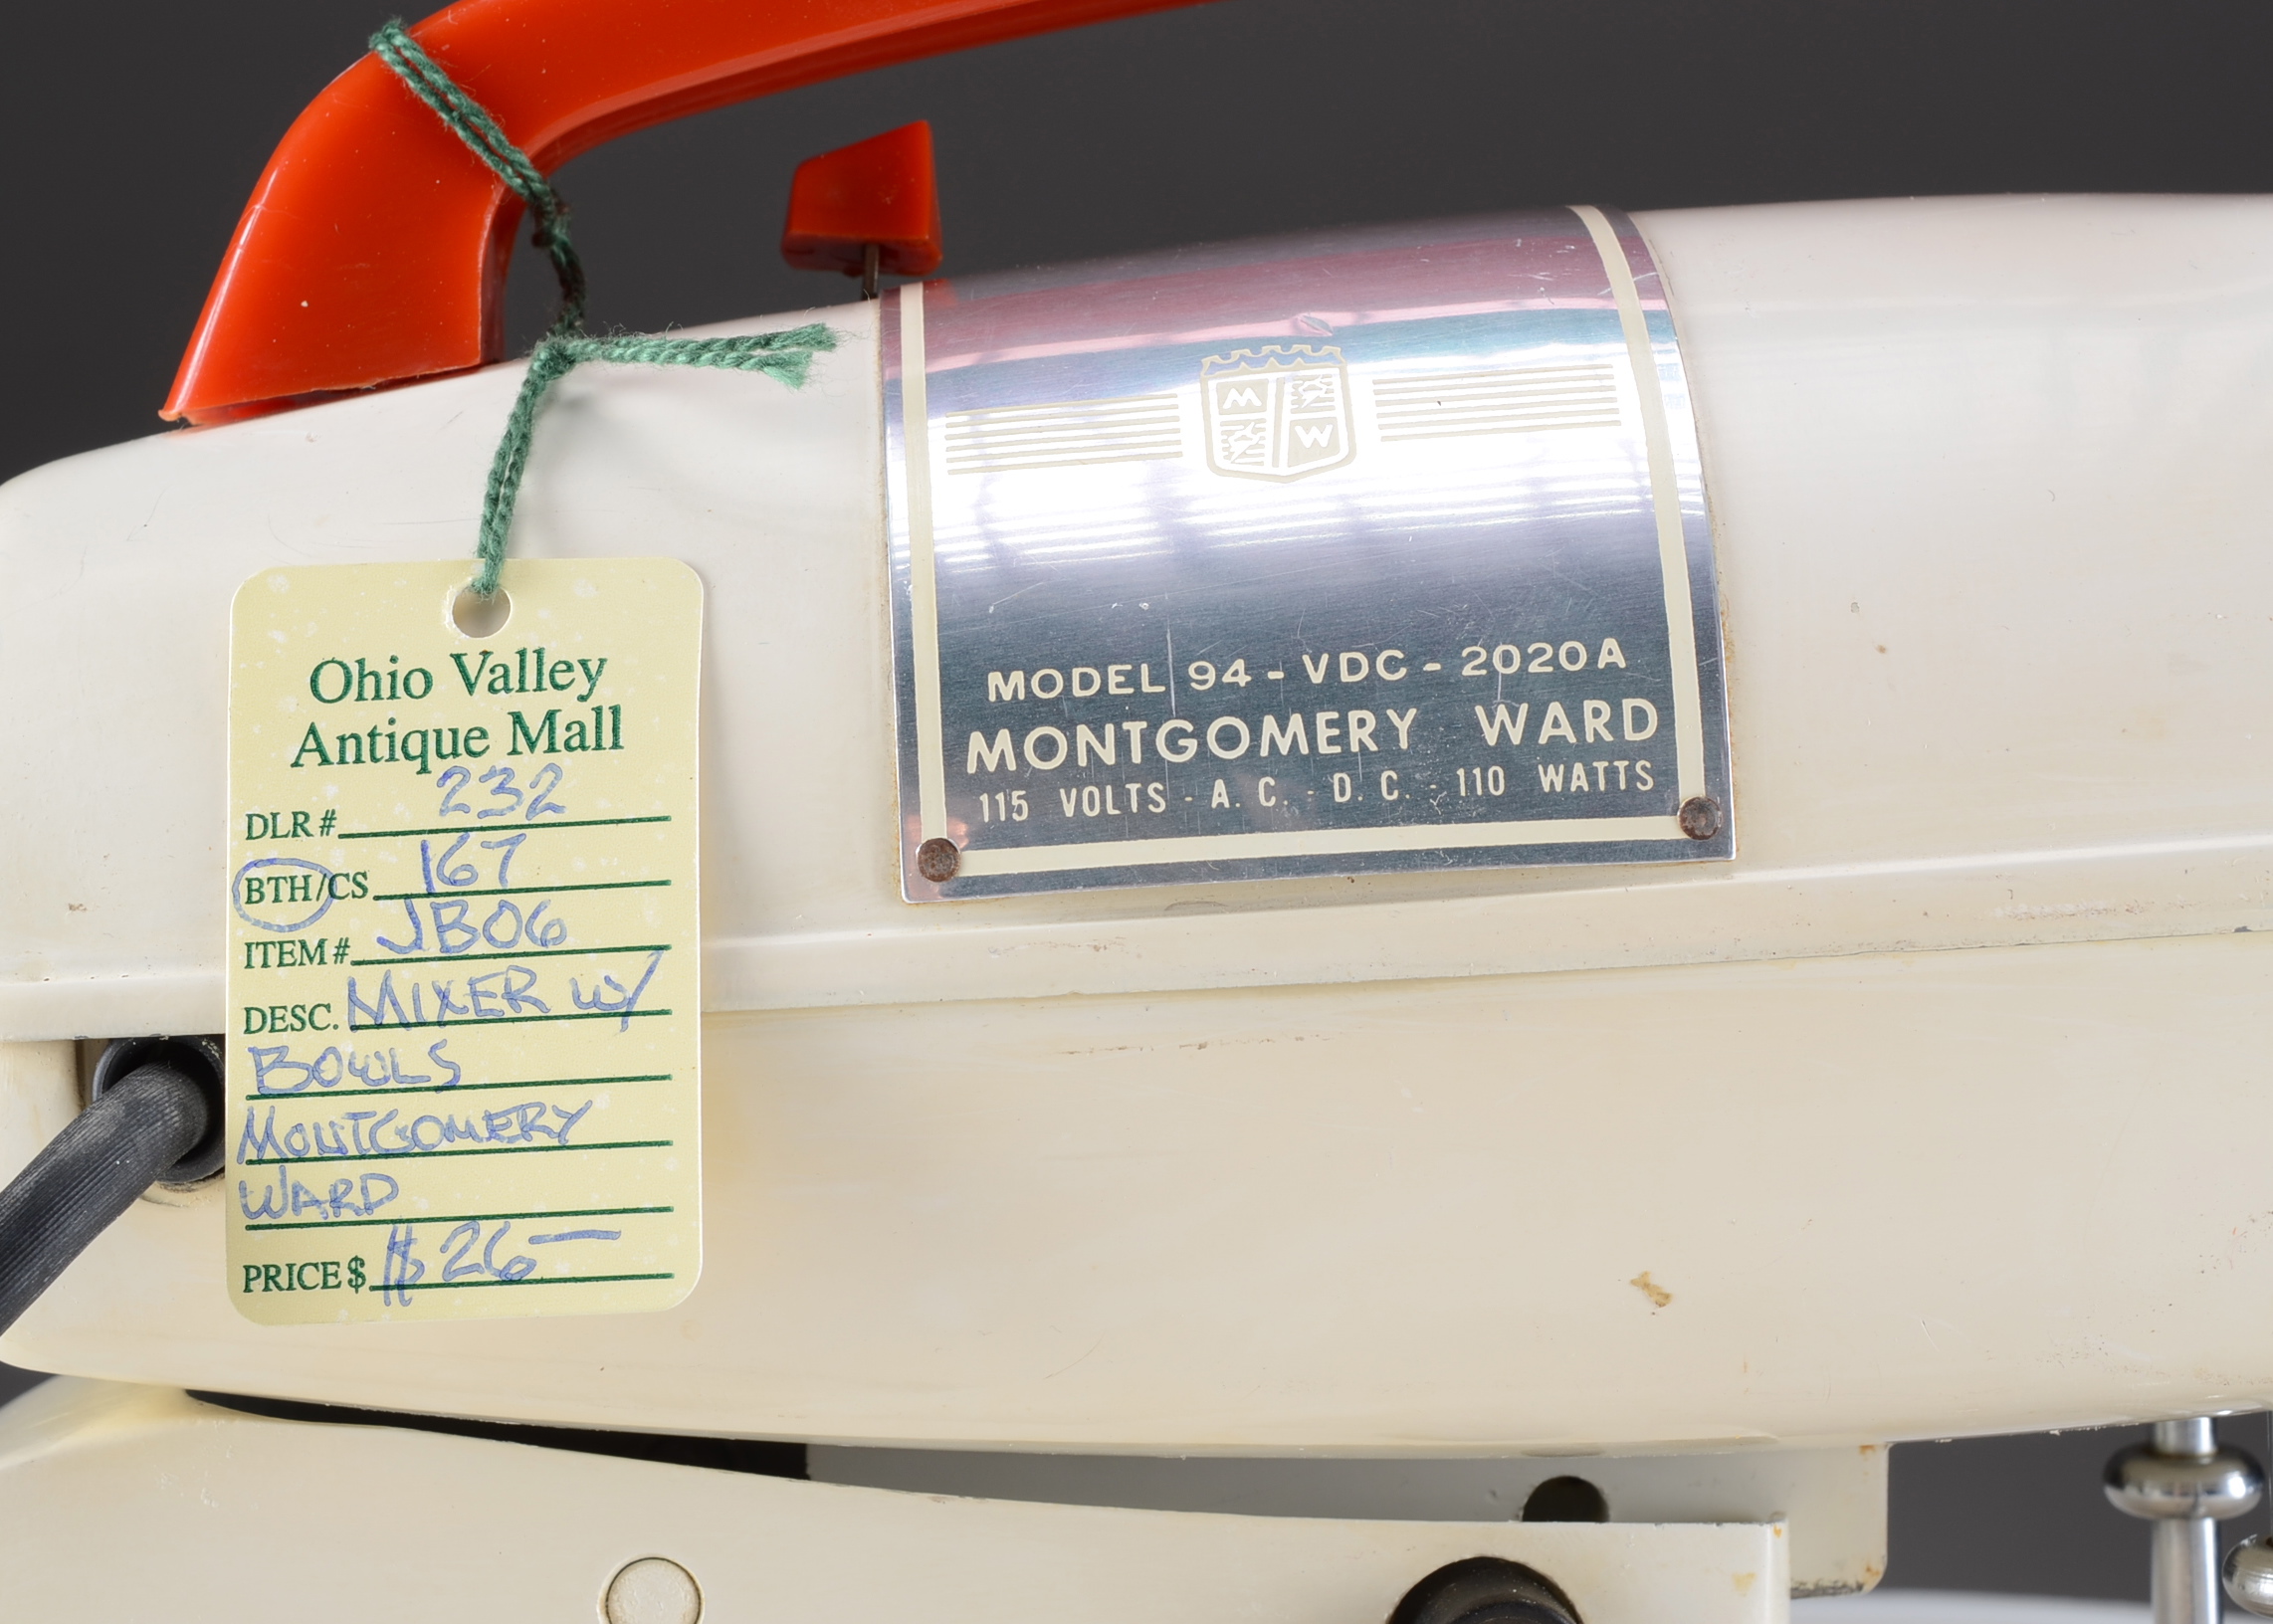 Ohio Valley
Antique Mall
DLR # 232
BTH/CS 167
ITEM # JB06
DESC. MIXER W/
BOWLS
MONTGOMERY
WARD
PRICE $ $26—
M
W
MODEL 94 - VDC - 2020A
MONTGOMERY WARD
115 VOLTS - A. C. - D. C. - 110 WATTS